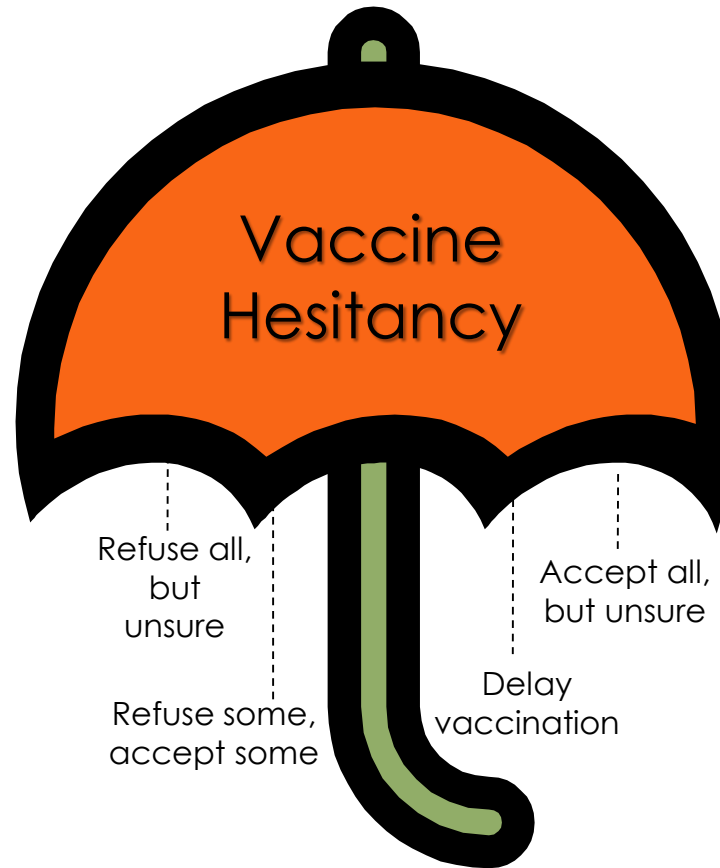 Vaccine
Hesitancy
Refuse all,
but
unsure
Refuse some,
accept some
Delay
vaccination
Accept all,
but unsure